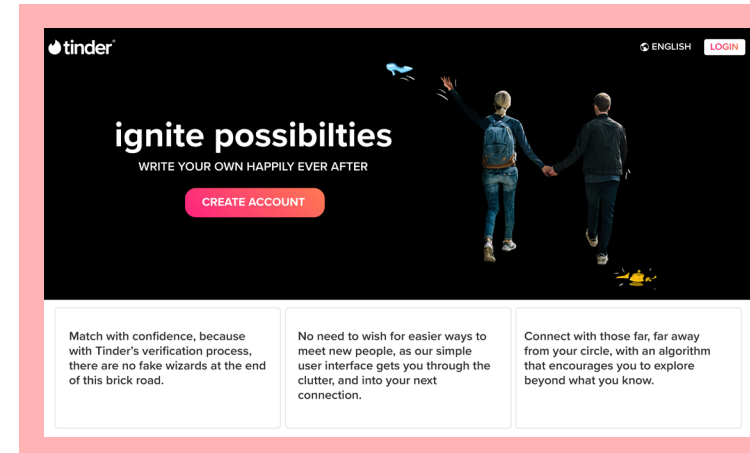 tinder
ENGLISH
LOGIN
ignite possibilties
WRITE YOUR OWN HAPPILY EVER AFTER
CREATE ACCOUNT
Match with confidence, because
with Tinder's verification process,
there are no fake wizards at the end
of this brick road.
No need to wish for easier ways to
meet new people, as our simple
user interface gets you through the
clutter, and into your next
connection.
Connect with those far, far away
from your circle, with an algorithm
that encourages you to explore
beyond what you know.